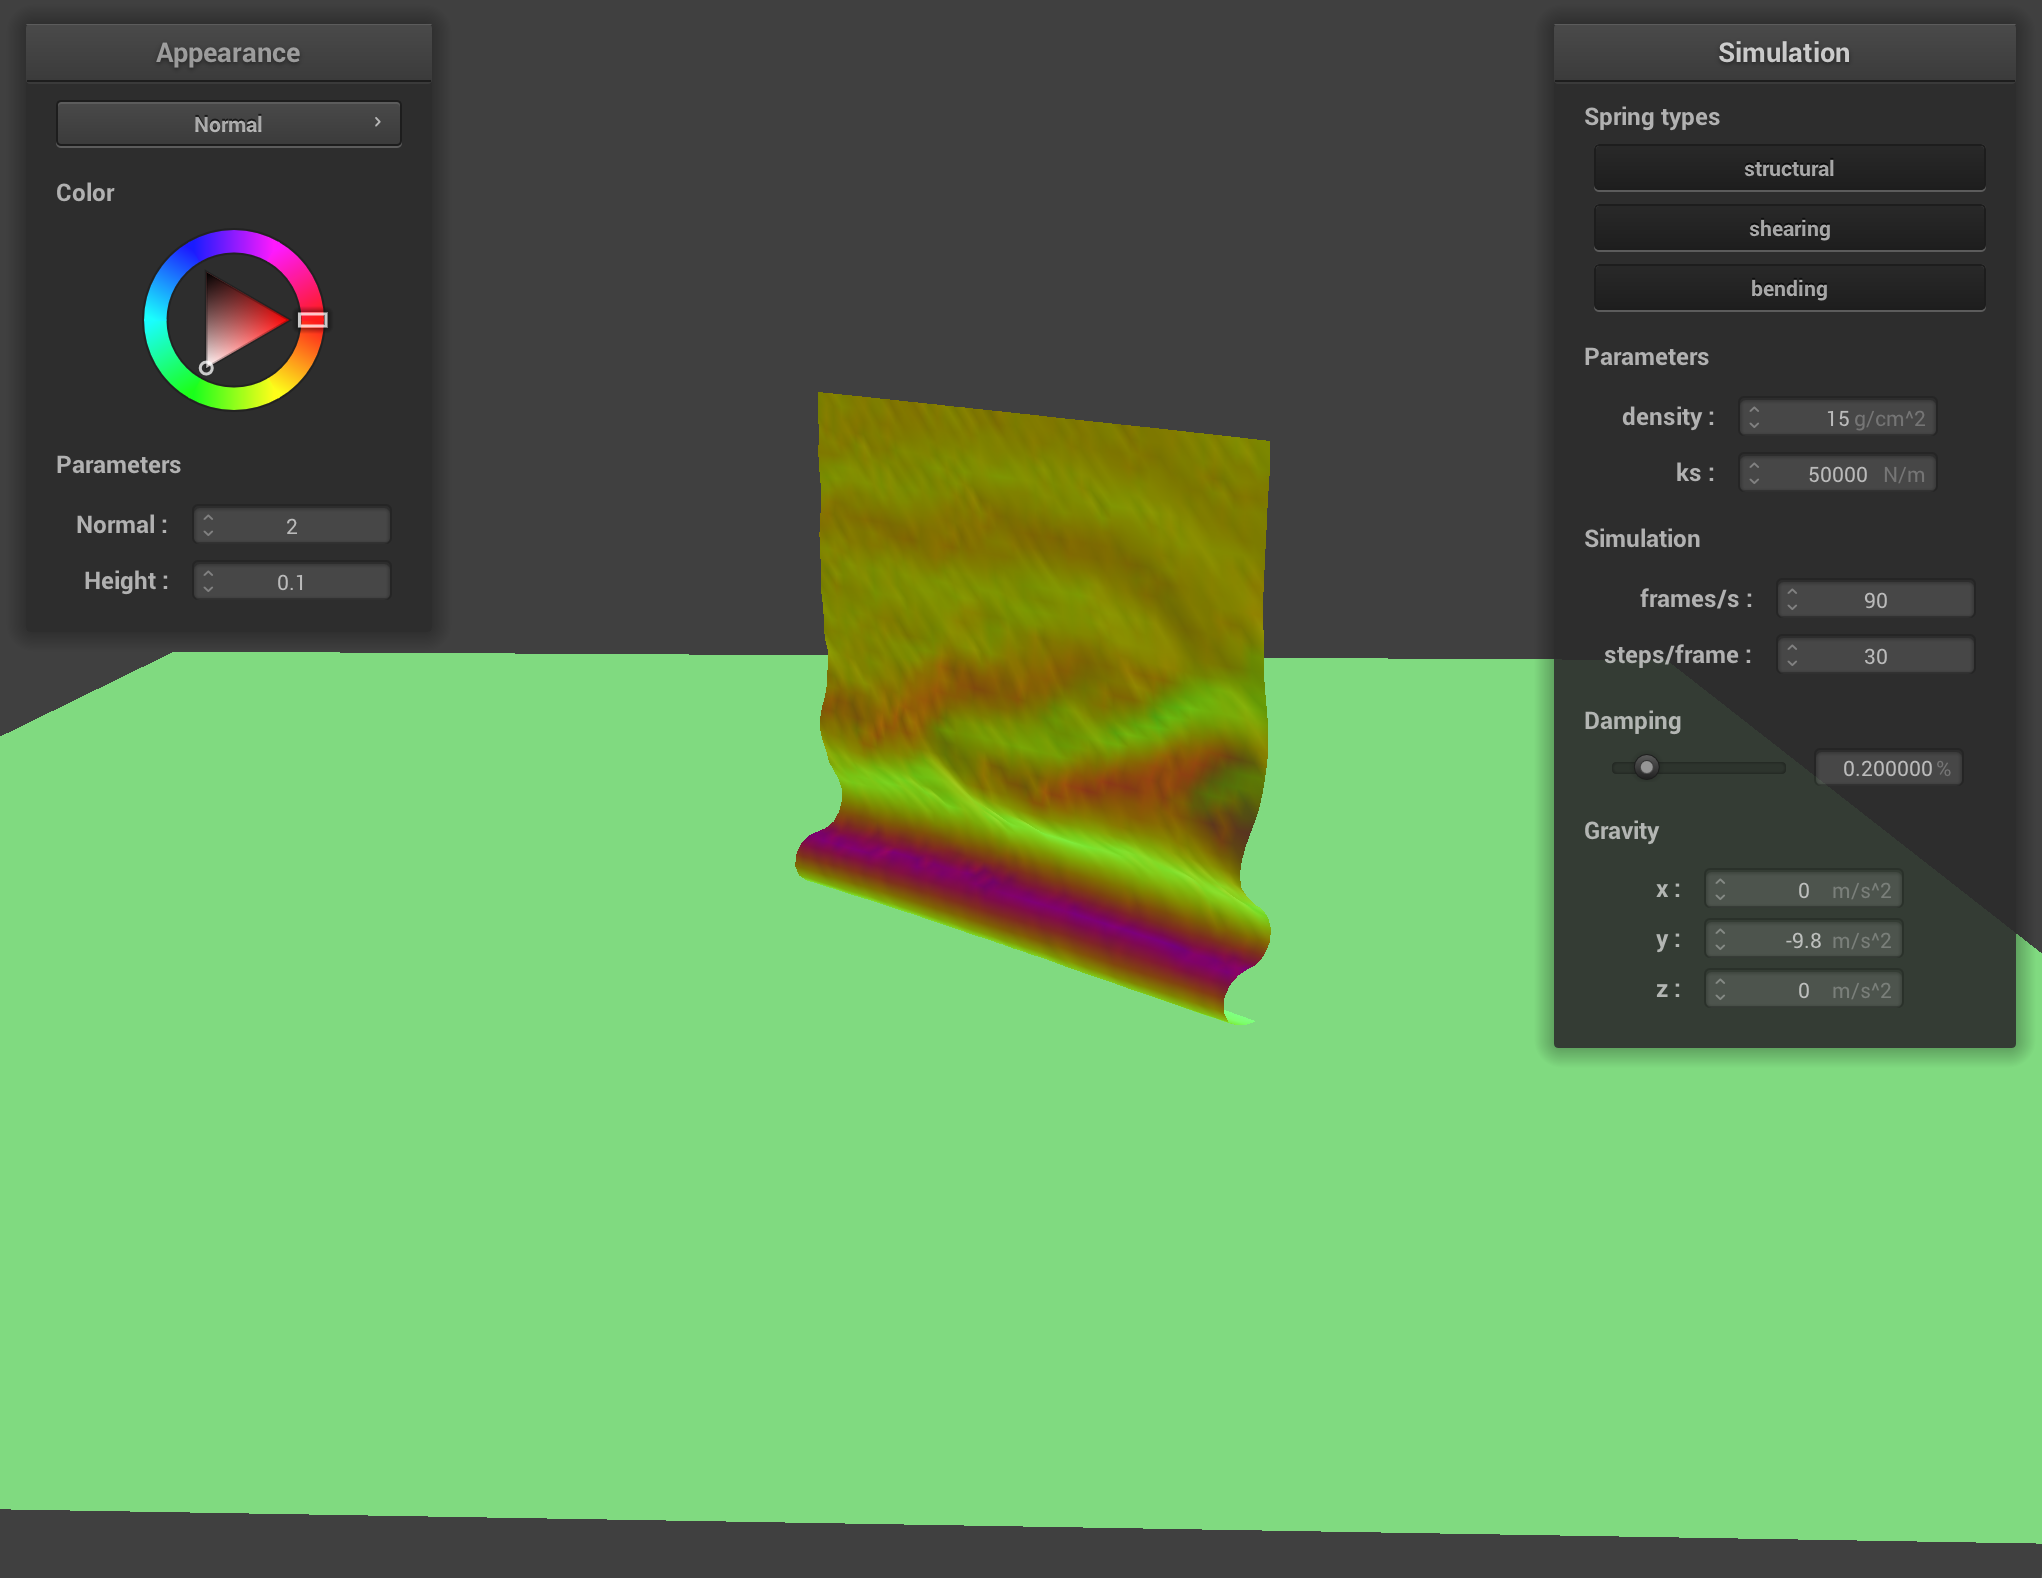 Appearance
Normal
Color
Parameters
Normal : 2
Height : 0.1
Simulation
Spring types
structural
shearing
bending
Parameters
density : 15 g/cm^2
ks : 50000 N/m
Simulation
frames/s : 90
steps/frame : 30
Damping
0.200000 %
Gravity
x : 0 m/s^2
y : -9.8 m/s^2
z : 0 m/s^2